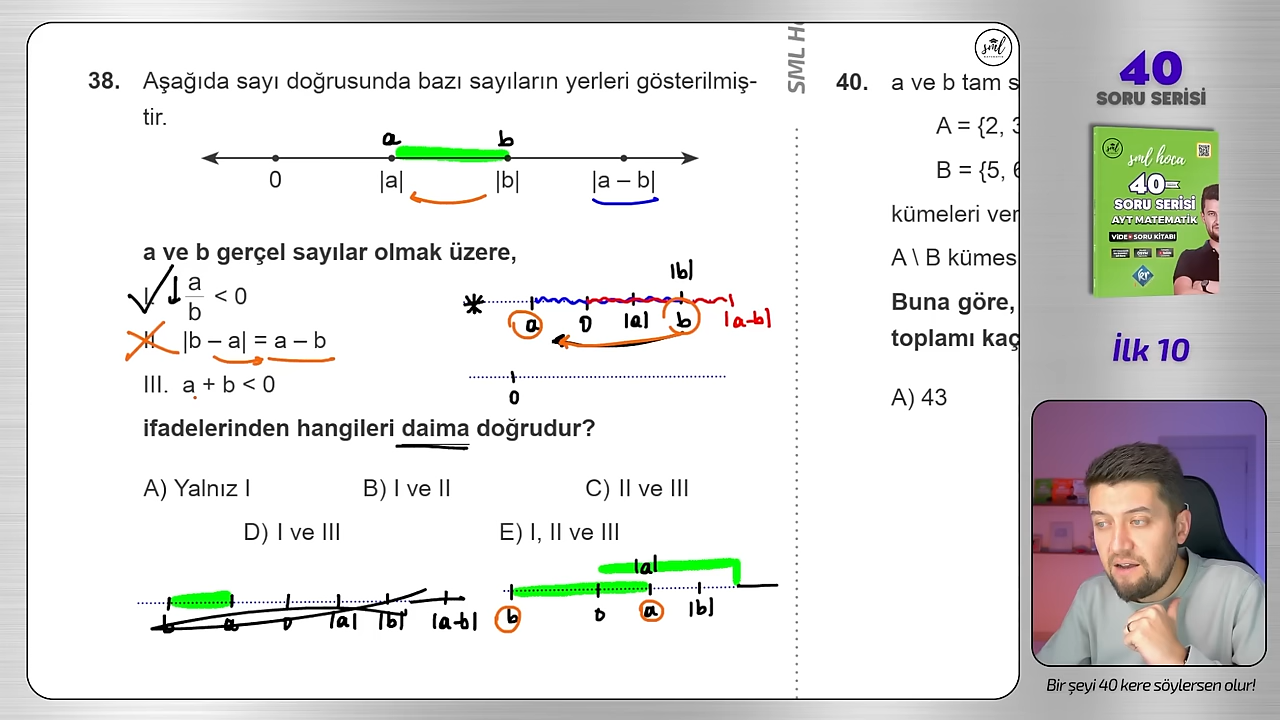 38. Aşağıda sayı doğrusunda bazı sayıların yerleri gösterilmiş-
tir.
a b
0 |a| |b| |a – b|
a ve b gerçel sayılar olmak üzere,
I. a/b < 0
II. |b – a| = a – b
III. a + b < 0
ifadelerinden hangileri daima doğrudur?
A) Yalnız I B) I ve II C) II ve III
D) I ve III E) I, II ve III
|b|
* a 0 |a| b |a-b|
0
b a 0 |a| |b| |a-b|
|a|
b 0 a |b|
SML Ho
sml
40. a ve b tam s
A = {2, 3
B = {5, 6
kümeleri ver
A \ B kümes
Buna göre,
toplamı kaç
A) 43
40
SORU SERİSİ
sml hoca
40
SORU SERİSİ
AYT MATEMATİK
VİDEO SORU KİTABI
İlk 10
Bir şeyi 40 kere söylersen olur!